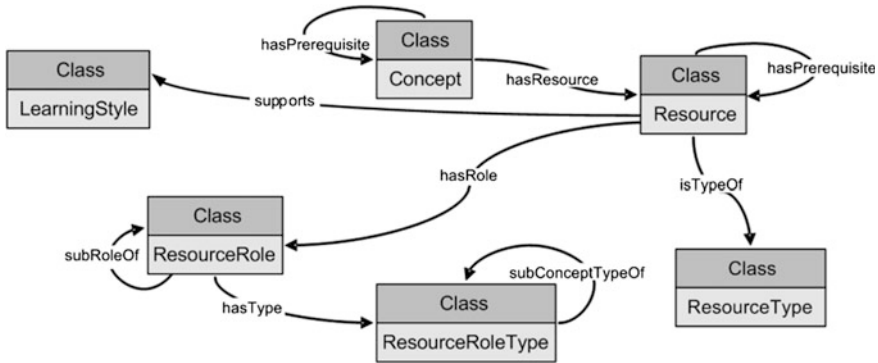 hasPrerequisite
Class
Concept
hasResource
Class
Resource
hasPrerequisite
Class
LearningStyle
supports
hasRole
isTypeOf
Class
ResourceRole
subRoleOf
hasType
Class
ResourceRoleType
subConceptTypeOf
Class
ResourceType